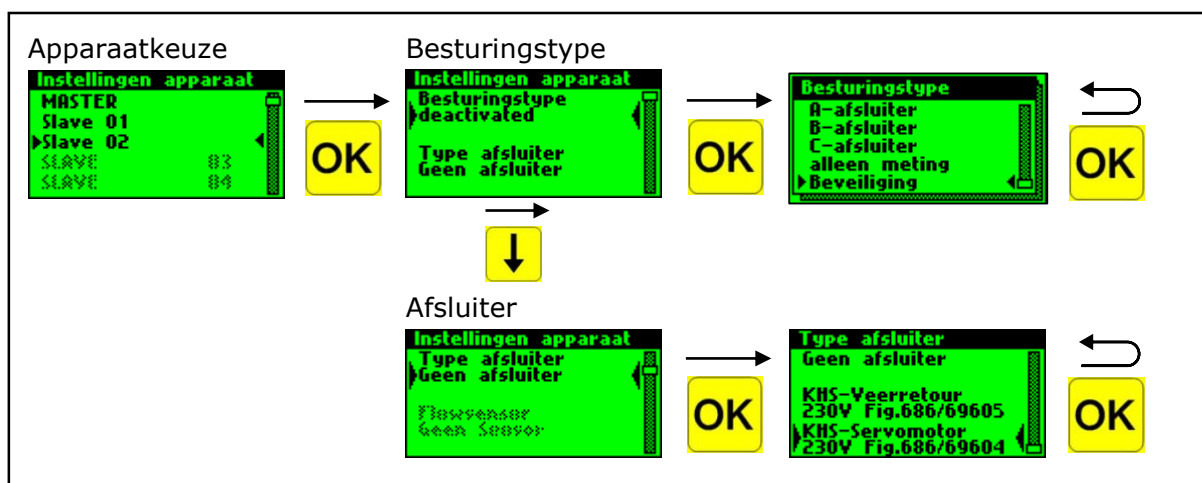 Apparaatkeuze
Instellingen apparaat
MASTER
Slave 01
Slave 02
SLAVE 03
SLAVE 04
OK
Besturingstype
Instellingen apparaat
Besturingstype
deactivated
Type afsluiter
Geen afsluiter
OK
Besturingstype
A-afsluiter
B-afsluiter
C-afsluiter
alleen meting
Beveiliging
OK
Afsluiter
Instellingen apparaat
Type afsluiter
Geen afsluiter
Flowsensor
Geen Sensor
OK
Type afsluiter
Geen afsluiter
KHS-Veerretour
230V Fig.686/69605
KHS-Servomotor
230V Fig.686/69604
OK